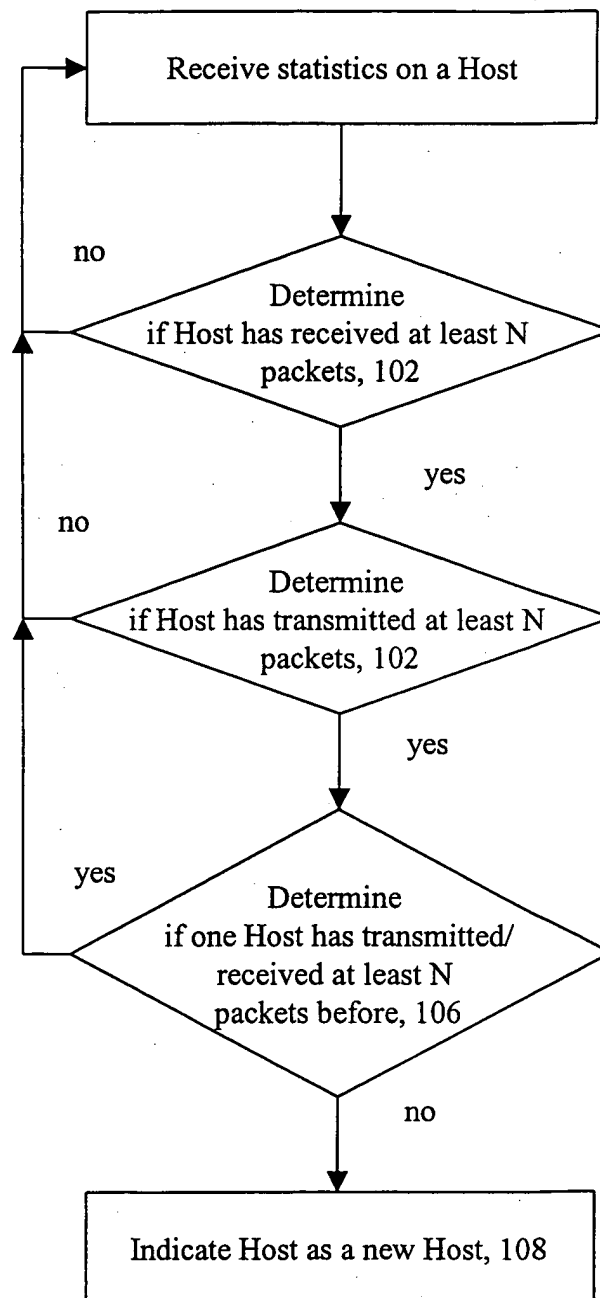 Receive statistics on a Host
no
Determine
if Host has received at least N
packets, 102
yes
no
Determine
if Host has transmitted at least N
packets, 102
yes
yes
Determine
if one Host has transmitted/
received at least N
packets before, 106
no
Indicate Host as a new Host, 108